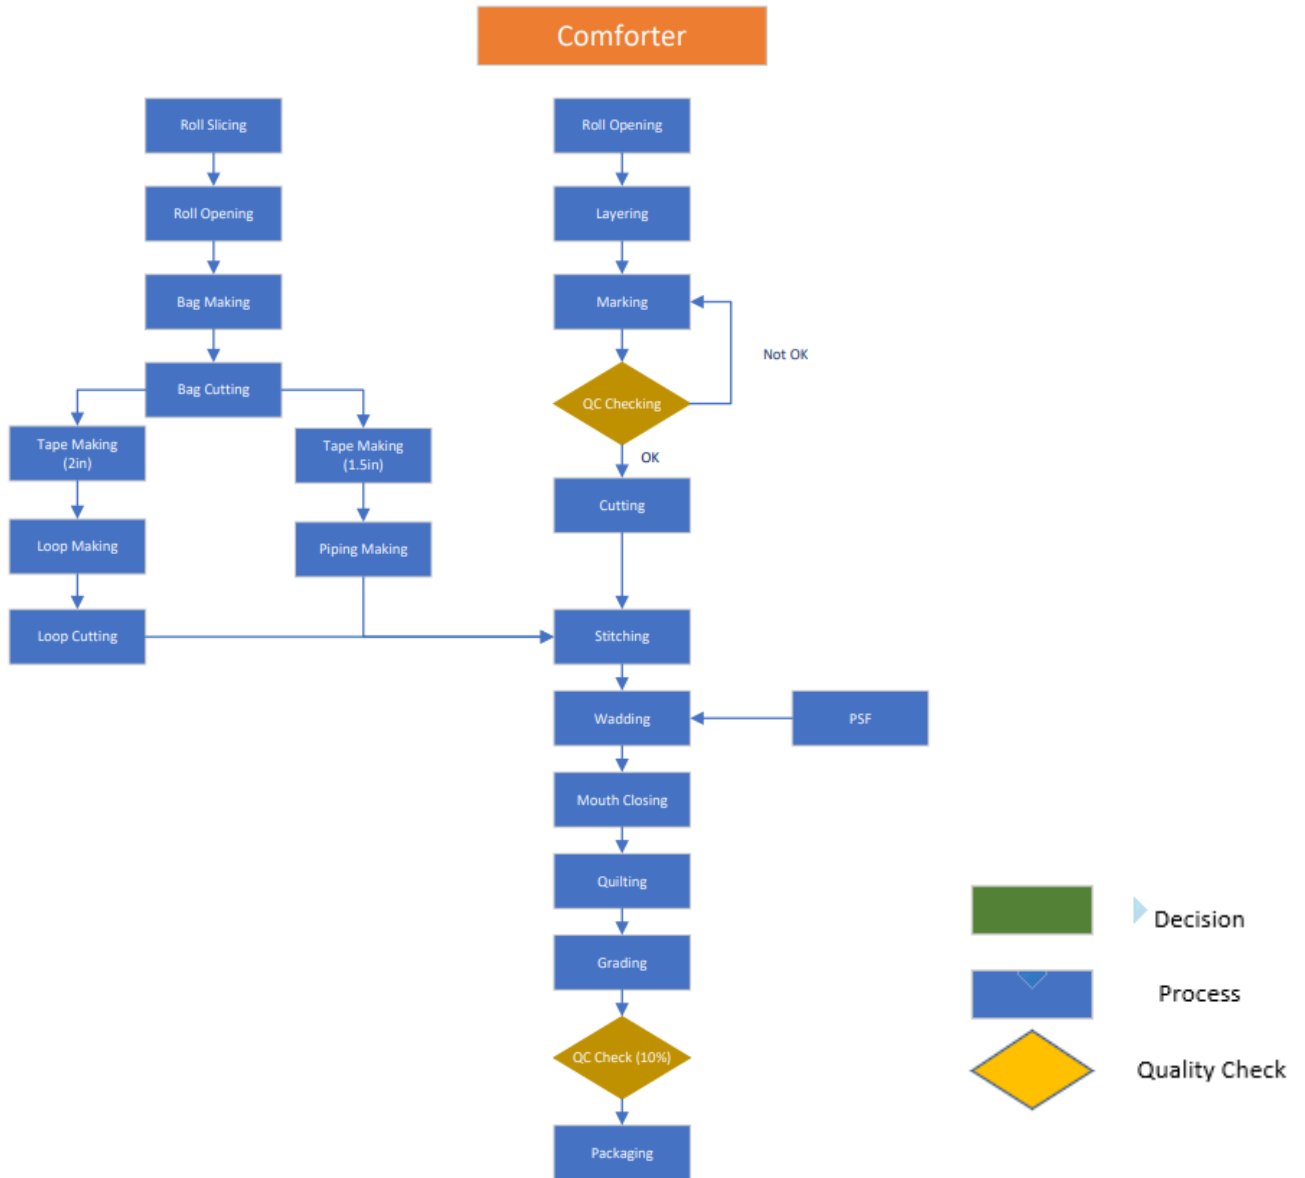 Comforter
Roll Slicing
Roll Opening
Bag Making
Bag Cutting
Tape Making
(2in)
Loop Making
Loop Cutting
Tape Making
(1.5in)
Piping Making
Roll Opening
Layering
Marking
Not OK
QC Checking
OK
Cutting
Stitching
Wadding
PSF
Mouth Closing
Quilting
Grading
QC Check (10%)
Packaging
Decision
Process
Quality Check